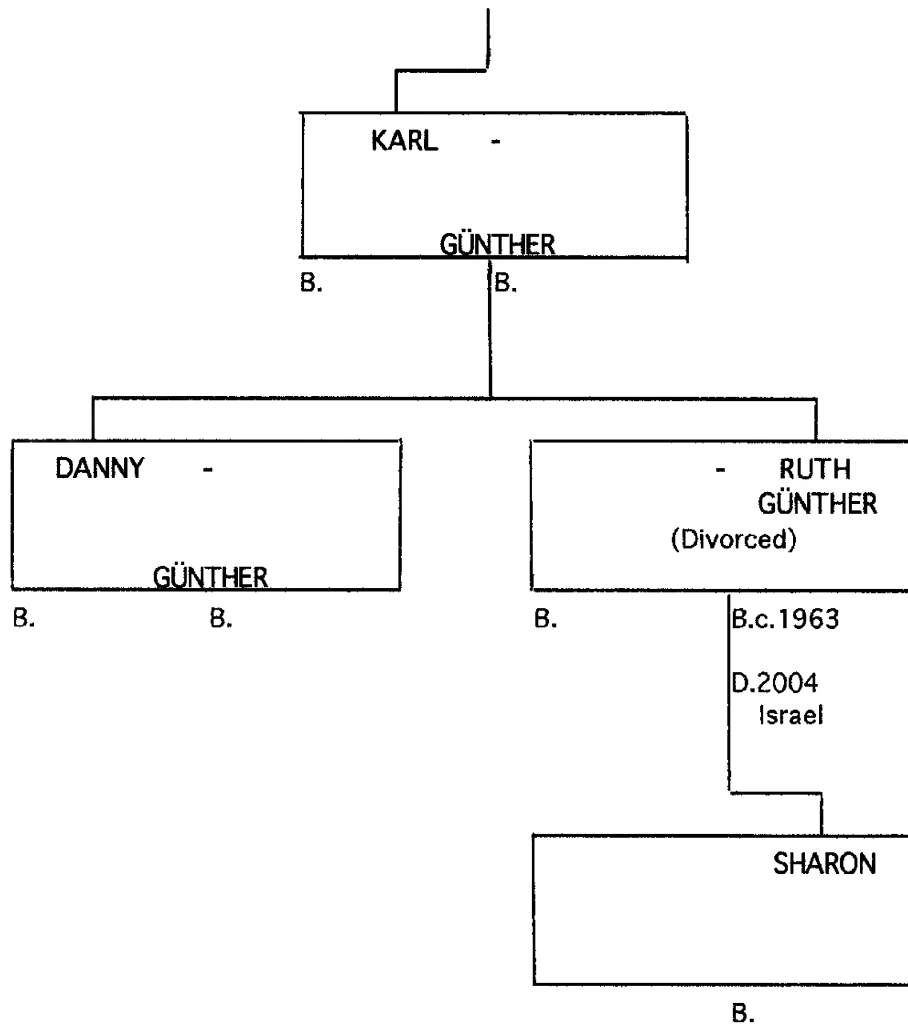 KARL -
GÜNTHER
B. B.
DANNY -
GÜNTHER
B. B.
- RUTH
GÜNTHER
(Divorced)
B. B.c.1963
D.2004
Israel
SHARON
B.